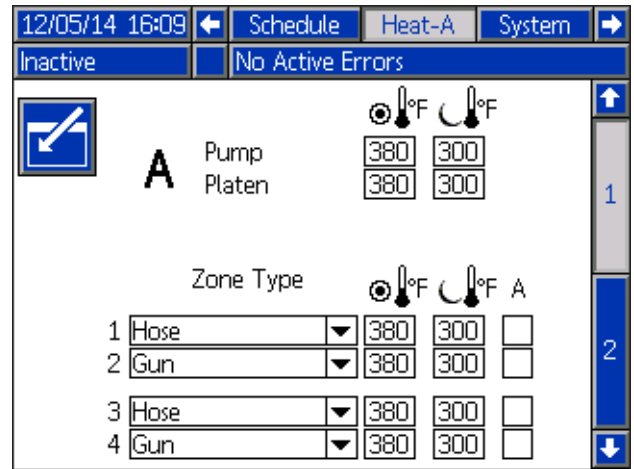 12/05/14 16:09 Schedule Heat-A System
Inactive No Active Errors
°F °F
A Pump 380 300
Platen 380 300
1
Zone Type °F °F A
1 Hose 380 300
2 Gun 380 300
2
3 Hose 380 300
4 Gun 380 300